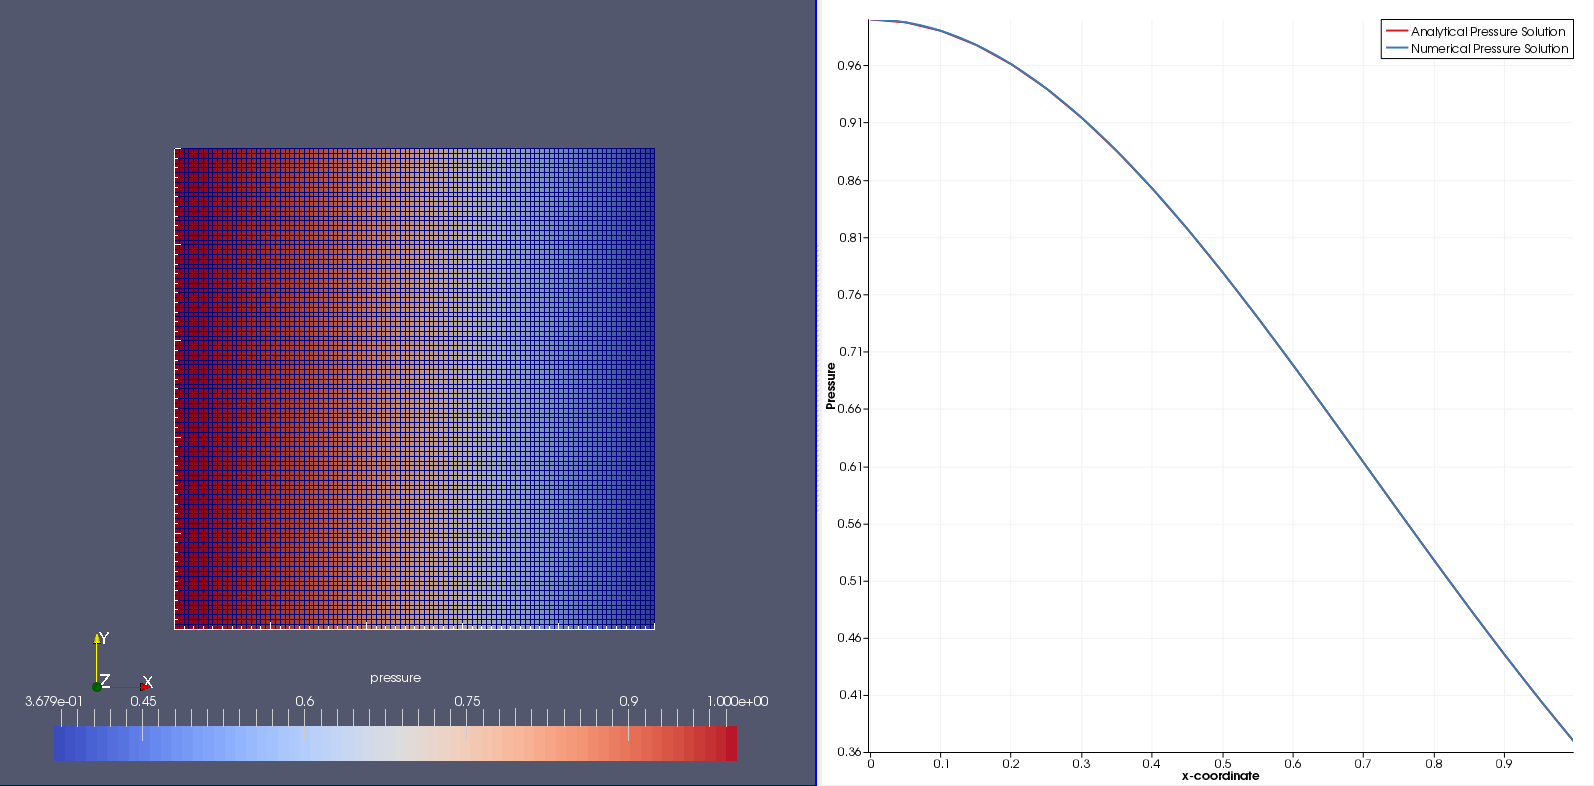 Y
Z
X
pressure
3.679e-01 0.45 0.6 0.75 0.9 1.000e+00
Analytical Pressure Solution
Numerical Pressure Solution
0.96
0.91
0.86
0.81
0.76
0.71
Pressure
0.66
0.61
0.56
0.51
0.46
0.41
0.36
0 0.1 0.2 0.3 0.4 0.5 0.6 0.7 0.8 0.9
x-coordinate